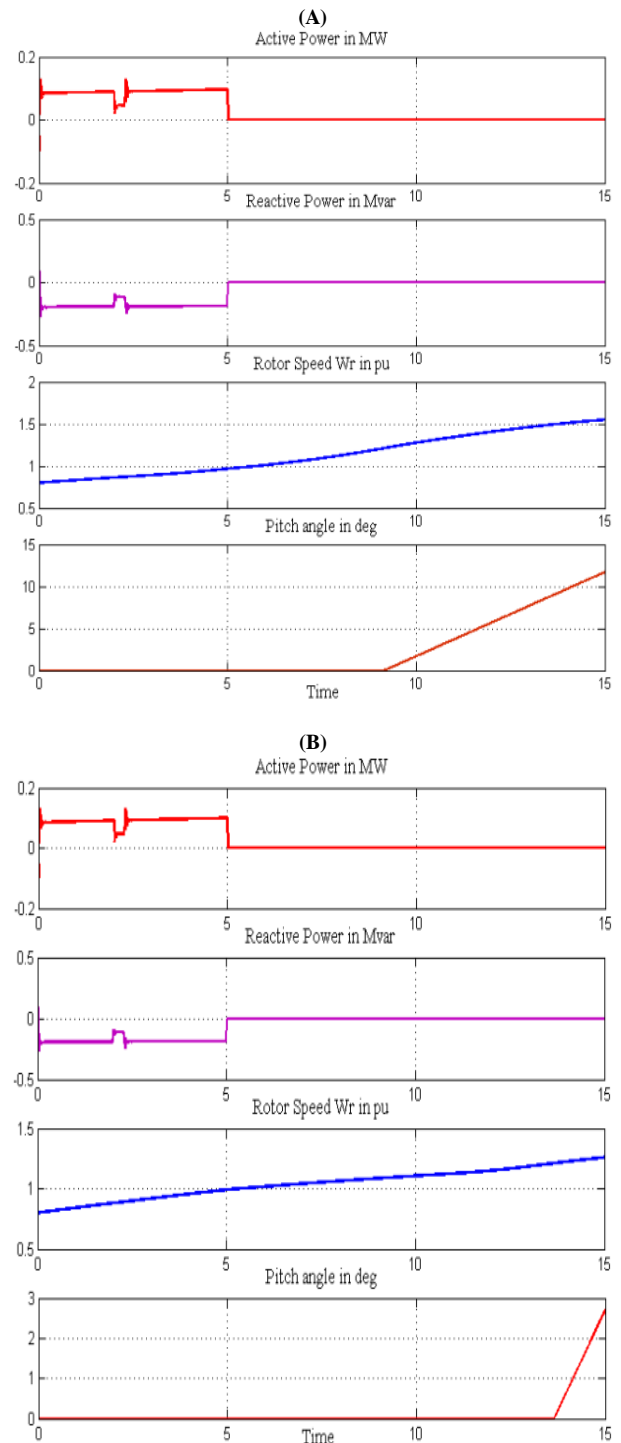 (A)
Active Power in MW
0.2
0
-0.2
0 5 10 15
Reactive Power in Mvar
0.5
0
-0.5
0 5 10 15
Rotor Speed Wr in pu
2
1.5
1
0.5
0 5 10 15
Pitch angle in deg
15
10
5
0
0 5 10 15
Time
(B)
Active Power in MW
0.2
0
-0.2
0 5 10 15
Reactive Power in Mvar
0.5
0
-0.5
0 5 10 15
Rotor Speed Wr in pu
1.5
1
0.5
0 5 10 15
Pitch angle in deg
3
2
1
0
0 5 10 15
Time